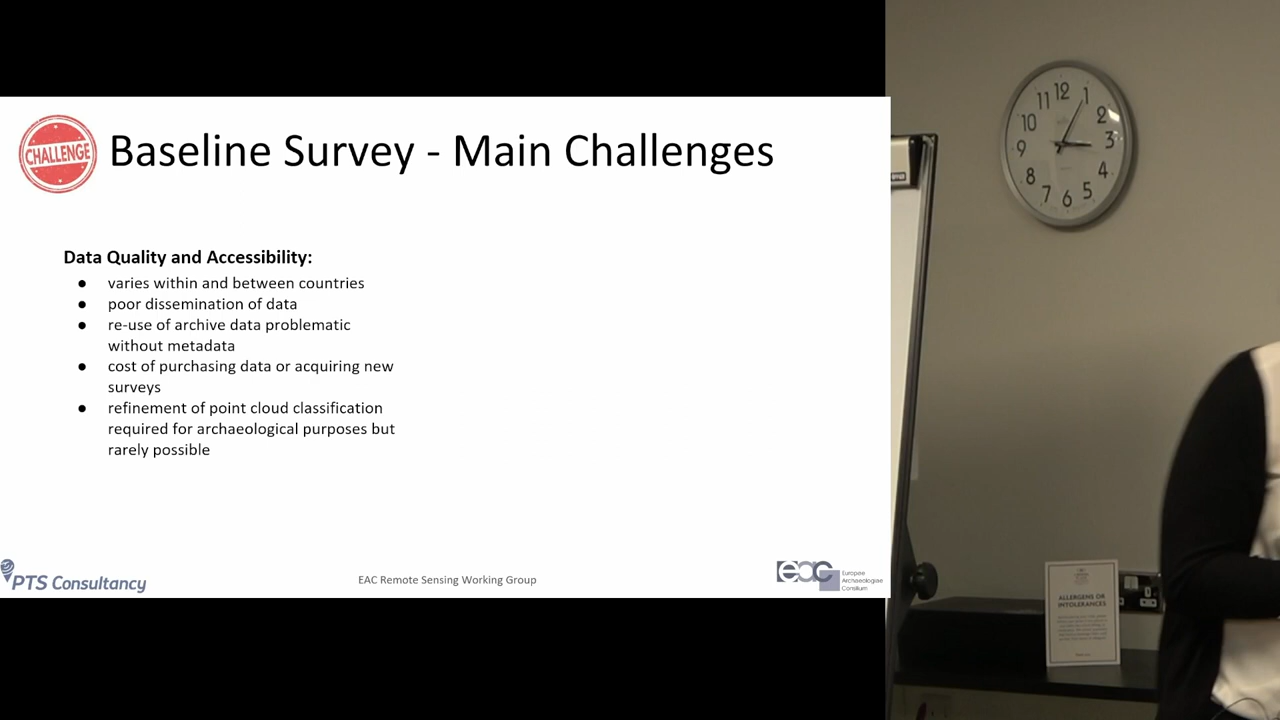 CHALLENGE
Baseline Survey - Main Challenges
Data Quality and Accessibility:
● varies within and between countries
● poor dissemination of data
● re-use of archive data problematic
without metadata
● cost of purchasing data or acquiring new
surveys
● refinement of point cloud classification
required for archaeological purposes but
rarely possible
PTS Consultancy
EAC Remote Sensing Working Group
eac
Europae
Archaeologiae
Consilium
12
1
2
3
4
5
6
7
8
9
10
11
ALLERGENS OR
INTOLERANCES